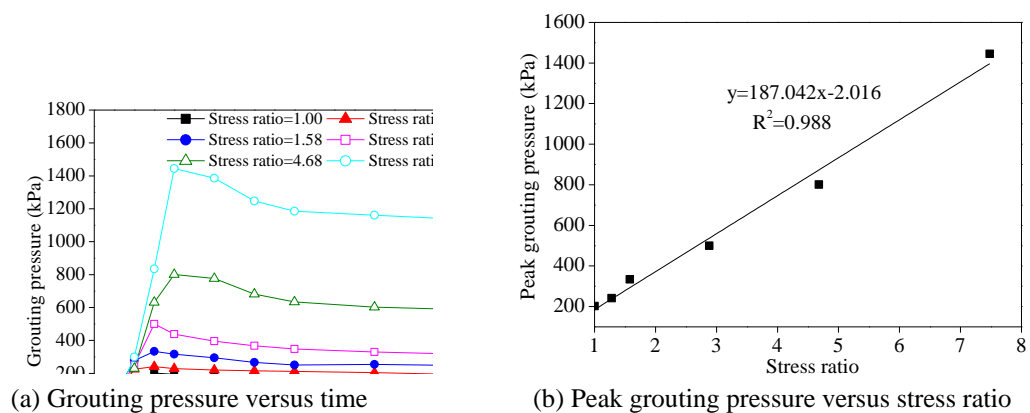 1800
1600
1400
1200
1000
800
600
400
200
Grouting pressure (kPa)
Stress ratio=1.00
Stress
Stress ratio=1.58
Stress
Stress ratio=4.68
Stress
(a) Grouting pressure versus time
1600
1400
1200
1000
800
600
400
200
Peak grouting pressure (kPa)
y=187.042x-2.016
R²=0.988
1 2 3 4 5 6 7 8
Stress ratio
(b) Peak grouting pressure versus stress ratio